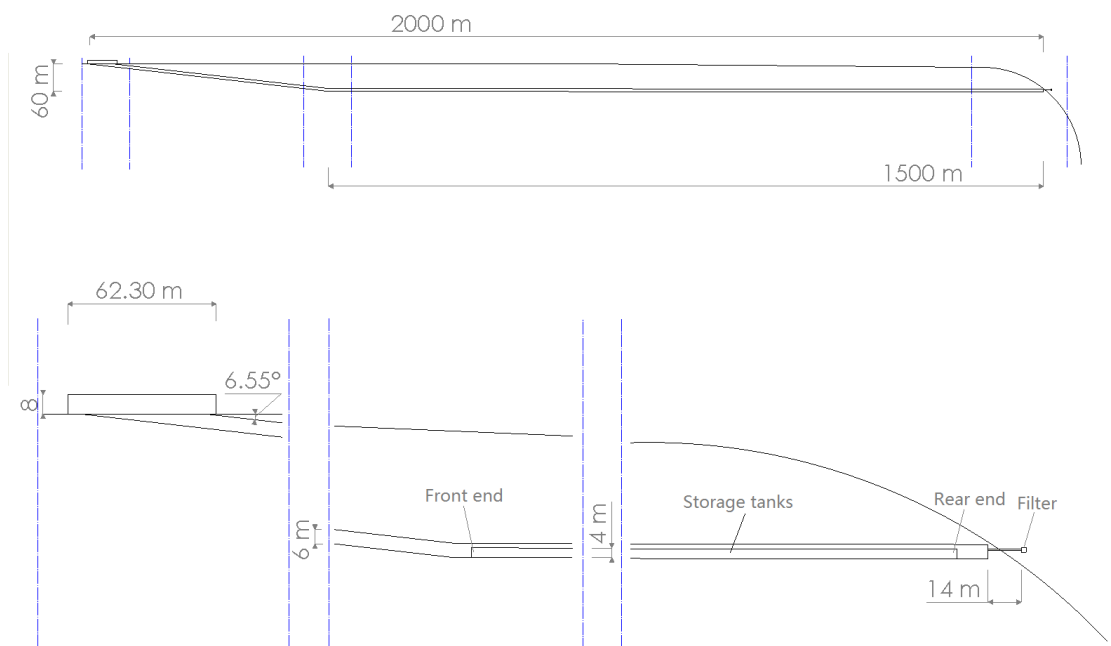 2000 m
60 m
1500 m
62.30 m
6.55°
8
Front end
Storage tanks
Rear end
Filter
6 m
4 m
14 m